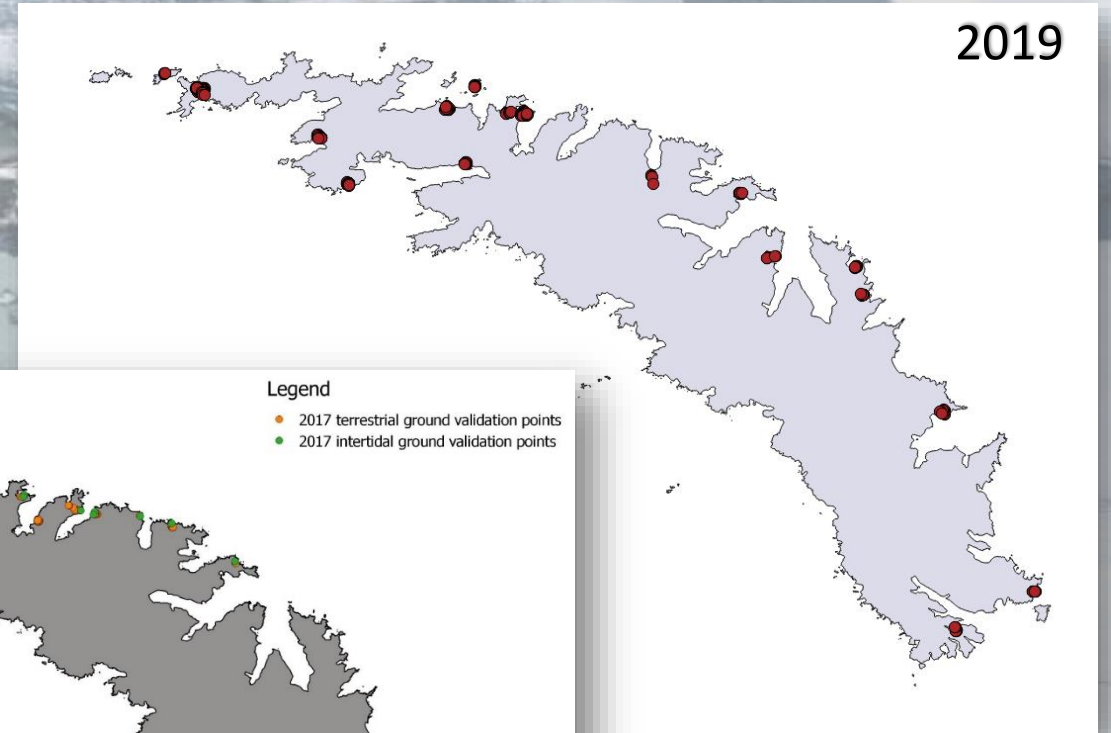 2019
Legend
2017 terrestrial ground validation points
2017 intertidal ground validation points